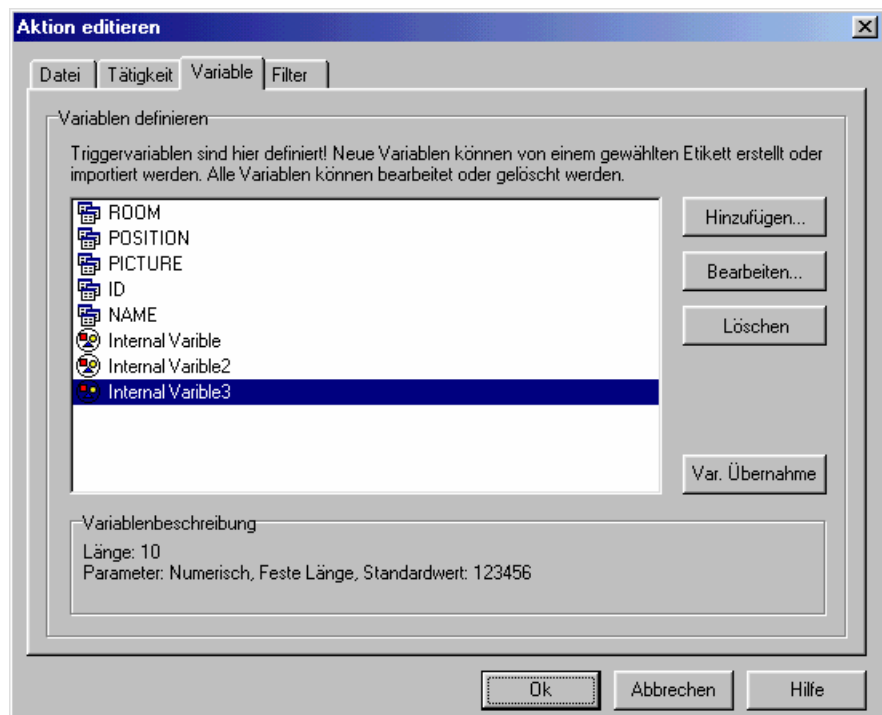 Aktion editieren
Datei Tätigkeit Variable Filter
Variablen definieren
Triggervariablen sind hier definiert! Neue Variablen können von einem gewählten Etikett erstellt oder
importiert werden. Alle Variablen können bearbeitet oder gelöscht werden.
ROOM
POSITION
PICTURE
ID
NAME
Internal Varible
Internal Varible2
Internal Varible3
Hinzufügen...
Bearbeiten...
Löschen
Var. Übernahme
Variablenbeschreibung
Länge: 10
Parameter: Numerisch, Feste Länge, Standardwert: 123456
Ok Abbrechen Hilfe